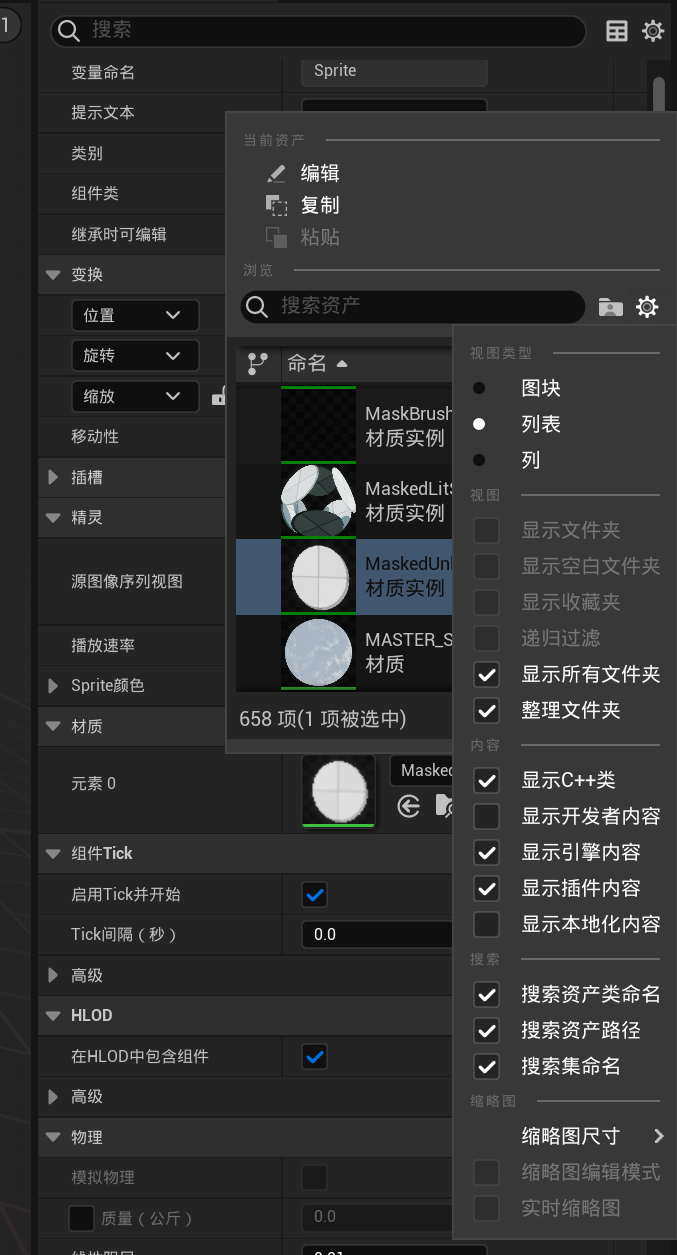 1
搜索
变量命名
Sprite
提示文本
类别
组件类
继承时可编辑
变换
位置
旋转
缩放
移动性
插槽
精灵
源图像序列视图
播放速率
Sprite颜色
材质
元素 0
Masked
组件Tick
启用Tick并开始
Tick间隔（秒）
0.0
高级
HLOD
在HLOD中包含组件
高级
物理
模拟物理
质量（公斤）
0.0
当前资产
编辑
复制
粘贴
浏览
搜索资产
命名
MaskBrush
材质实例
MaskedLitS
材质实例
MaskedUnl
材质实例
MASTER_S
材质
658 项(1 项被选中)
视图类型
图块
列表
列
视图
显示文件夹
显示空白文件夹
显示收藏夹
递归过滤
显示所有文件夹
整理文件夹
内容
显示C++类
显示开发者内容
显示引擎内容
显示插件内容
显示本地化内容
搜索
搜索资产类命名
搜索资产路径
搜索集命名
缩略图
缩略图尺寸
缩略图编辑模式
实时缩略图